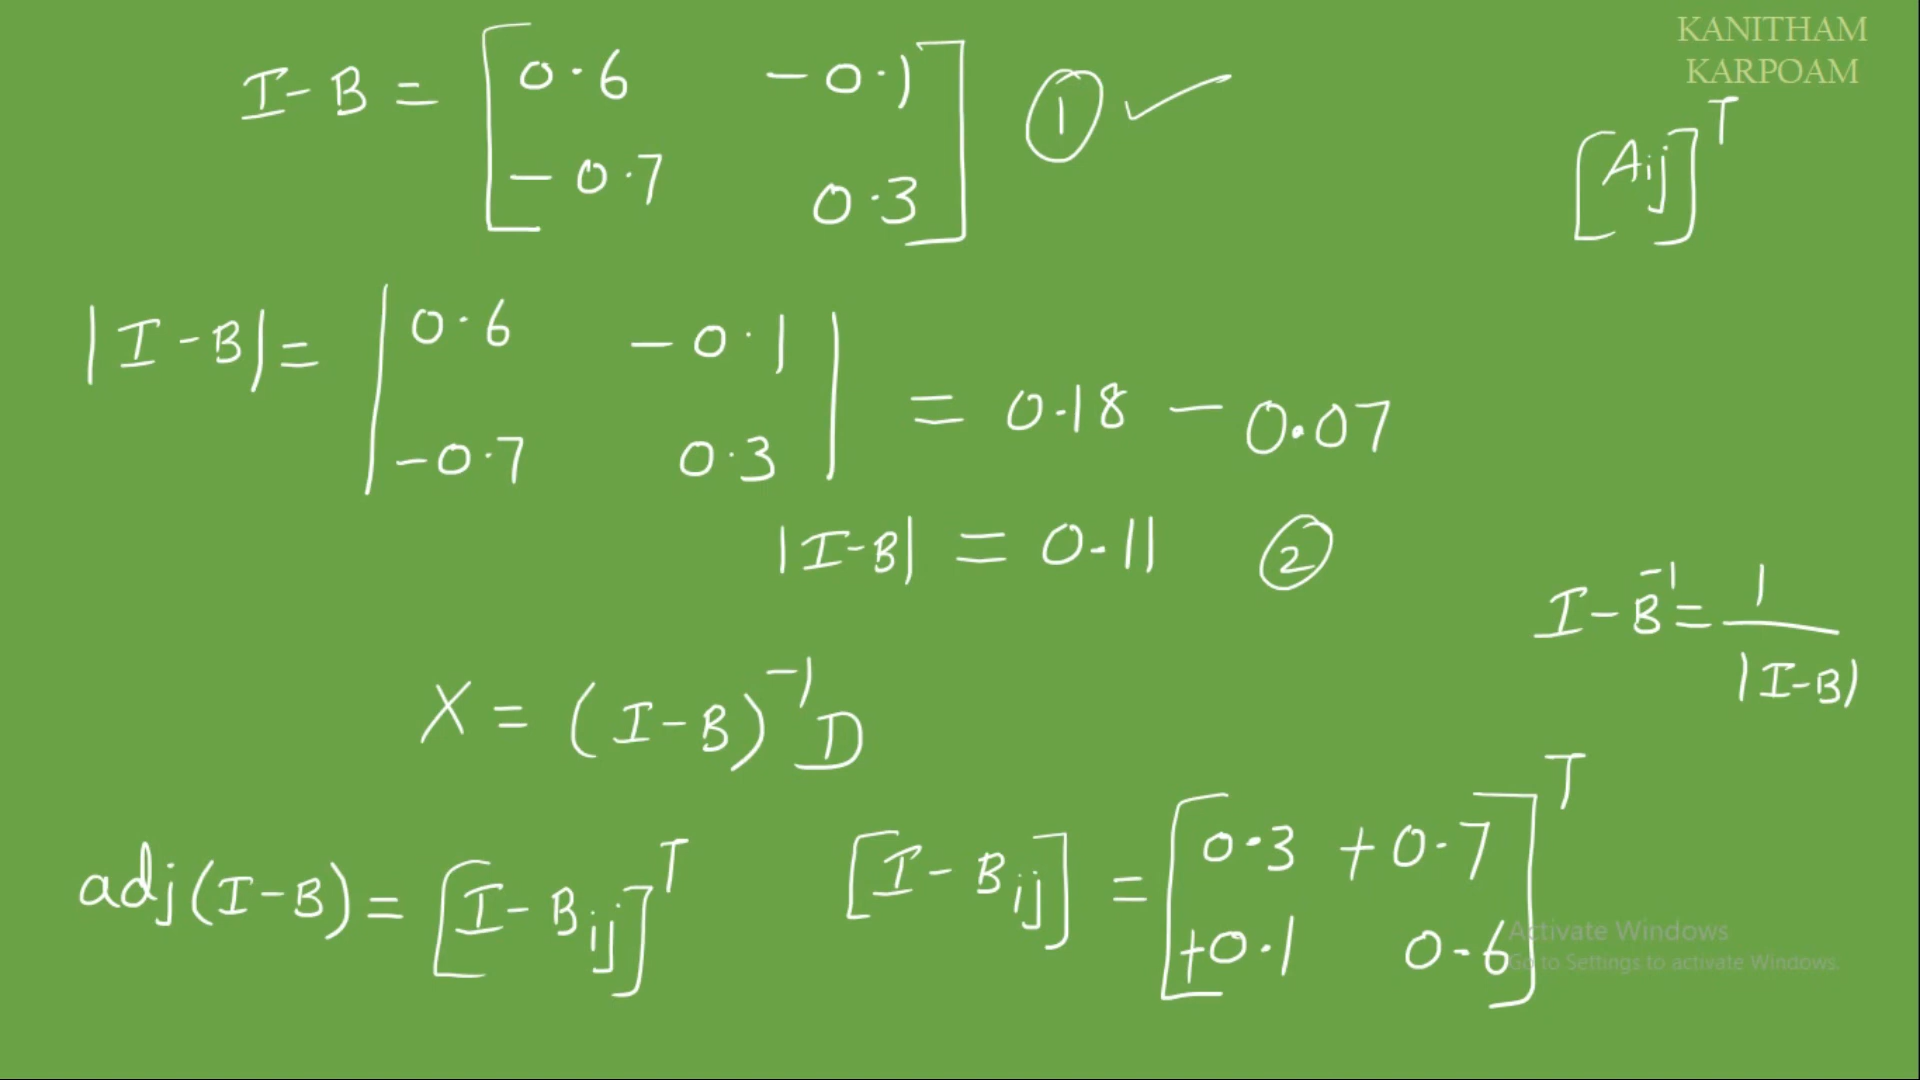 KANITHAM
KARPOAM
I-B = [0.6 -0.1
-0.7 0.3] ① ✓
[Aij]^T
|I-B| = |0.6 -0.1
-0.7 0.3| = 0.18 - 0.07
|I-B| = 0.11 ②
I-B^-1 = 1
|I-B|
X = (I-B)^-1 D
adj(I-B) = [I-Bij]^T [I-Bij] = [0.3 +0.7
+0.1 0.6]^T
Activate Windows
Go to Settings to activate Windows.